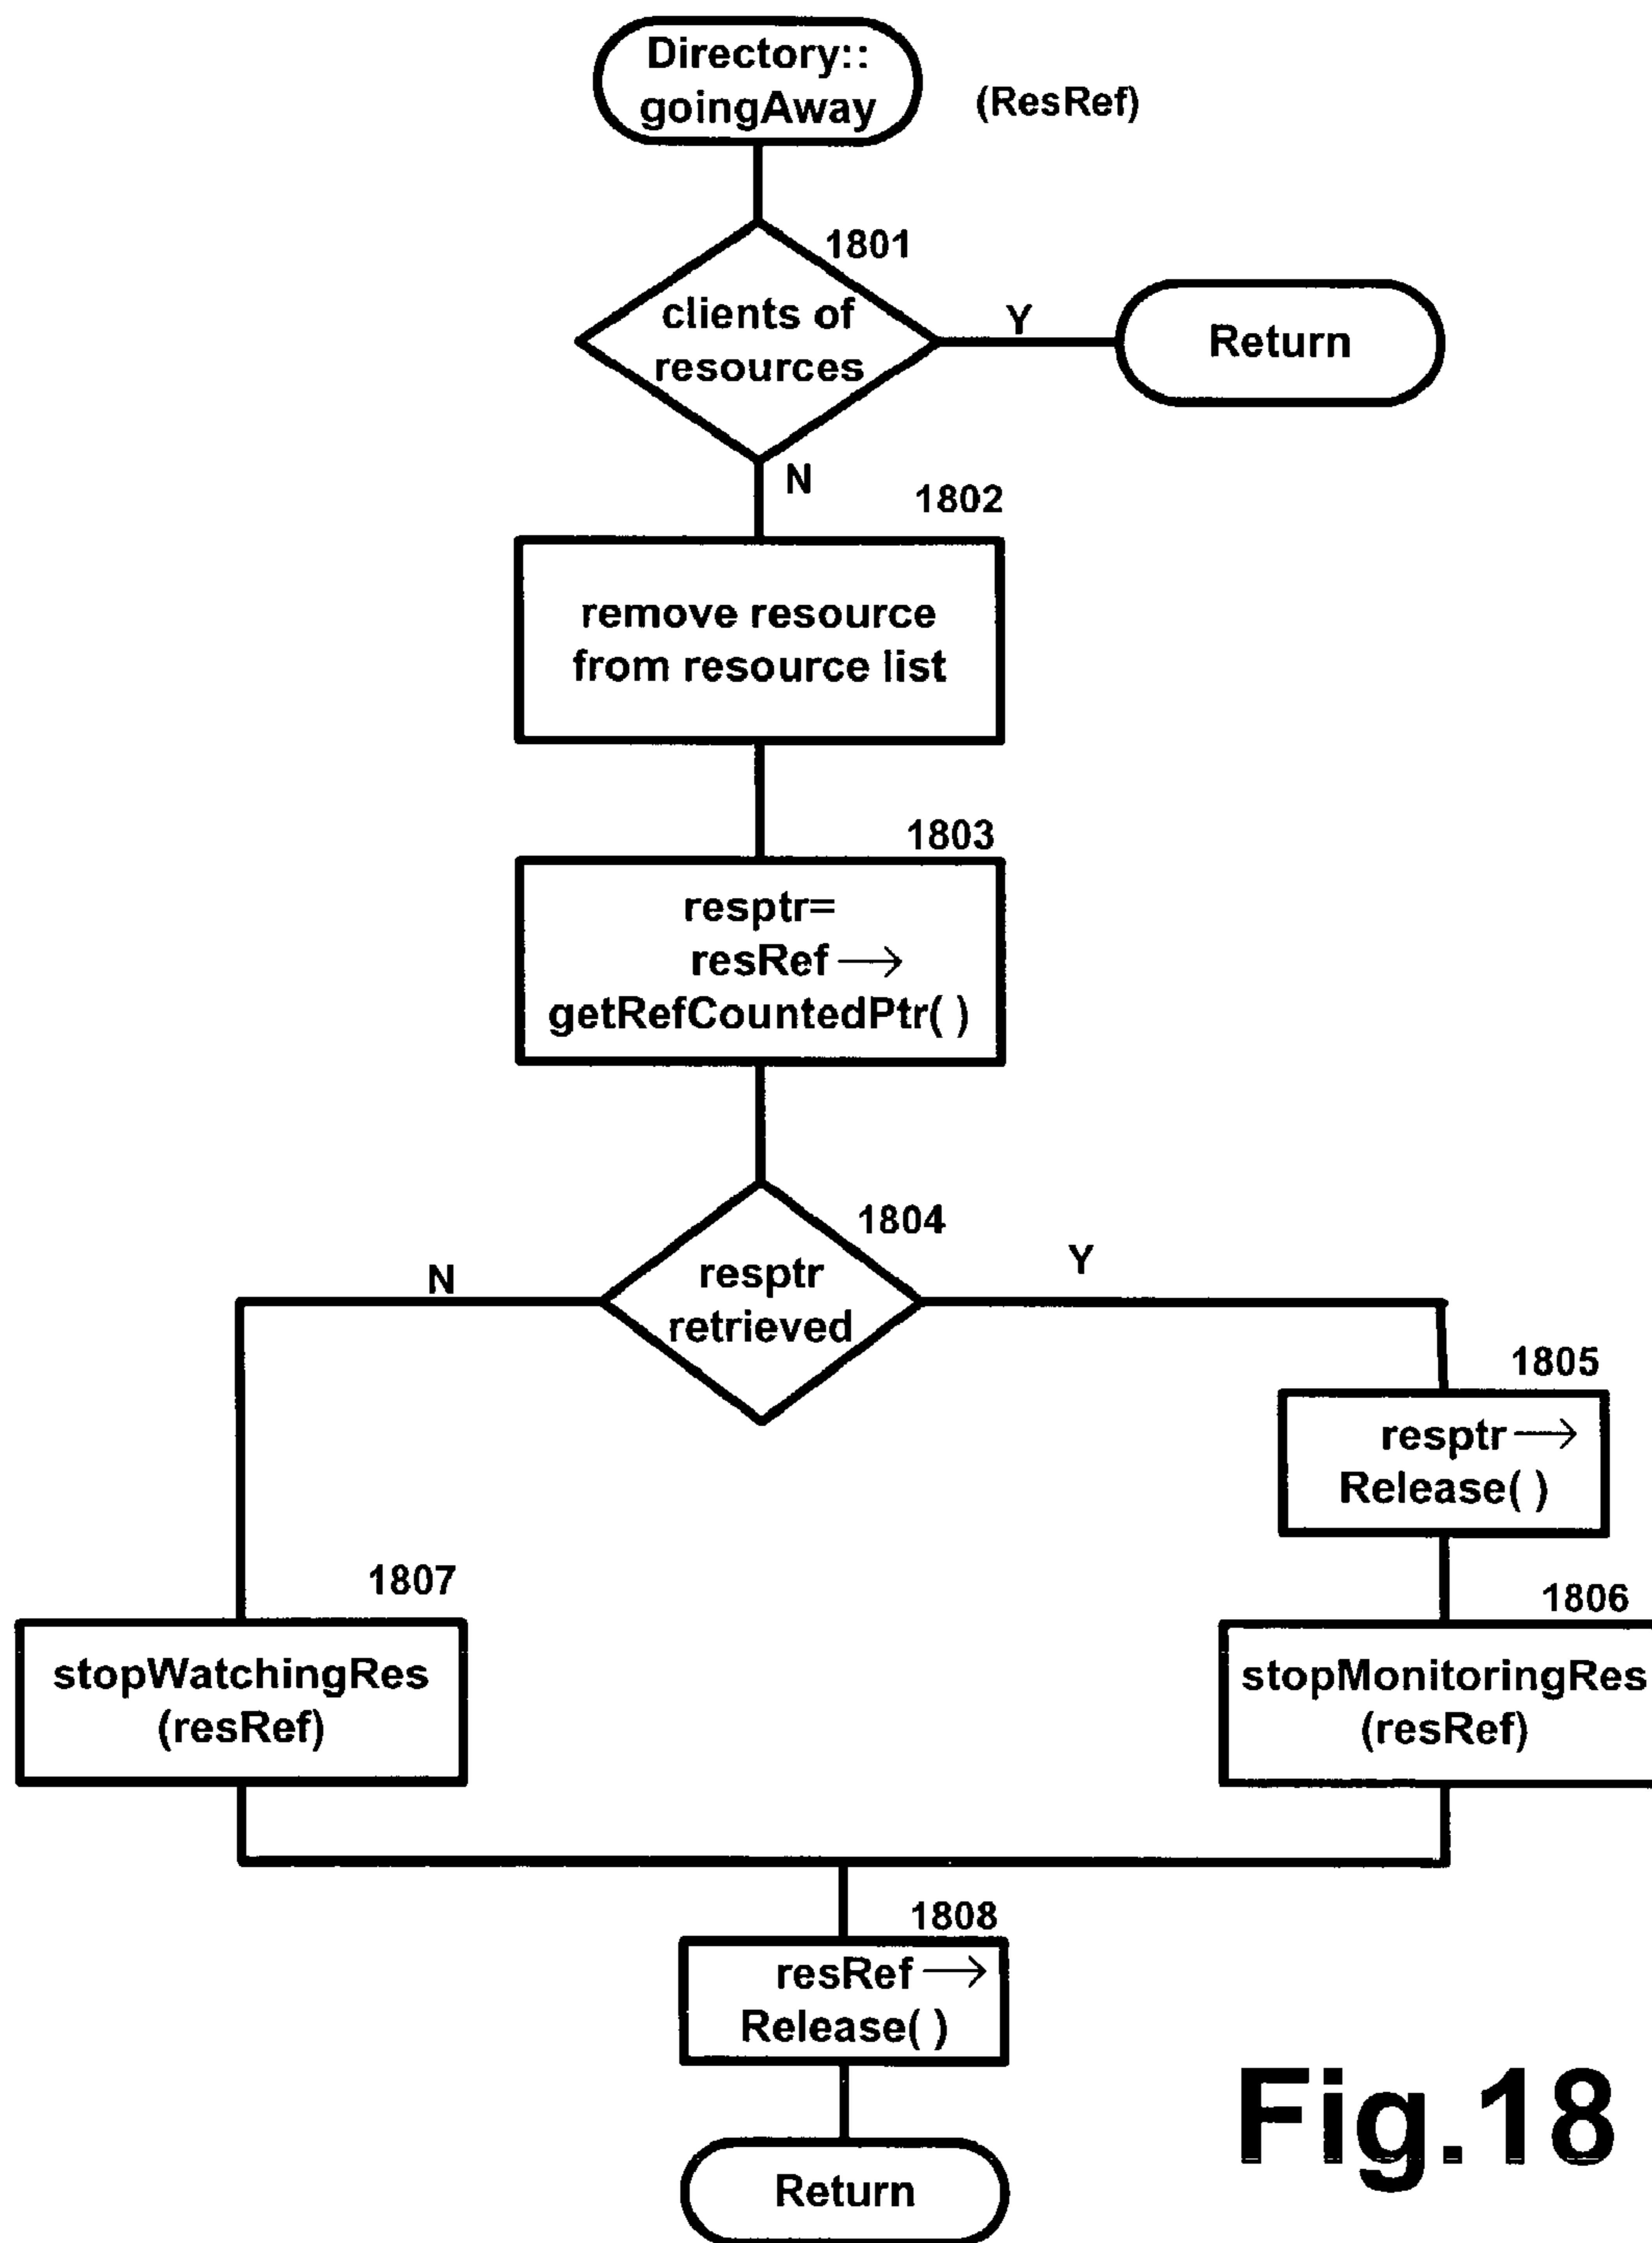 Directory::
goingAway
(ResRef)
1801
clients of
resources
Y
Return
N
1802
remove resource
from resource list
1803
resptr=
resRef →
getRefCountedPtr( )
1804
resptr
retrieved
N
Y
1805
resptr →
Release( )
1807
stopWatchingRes
(resRef)
1806
stopMonitoringRes
(resRef)
1808
resRef →
Release( )
Return
Fig.18